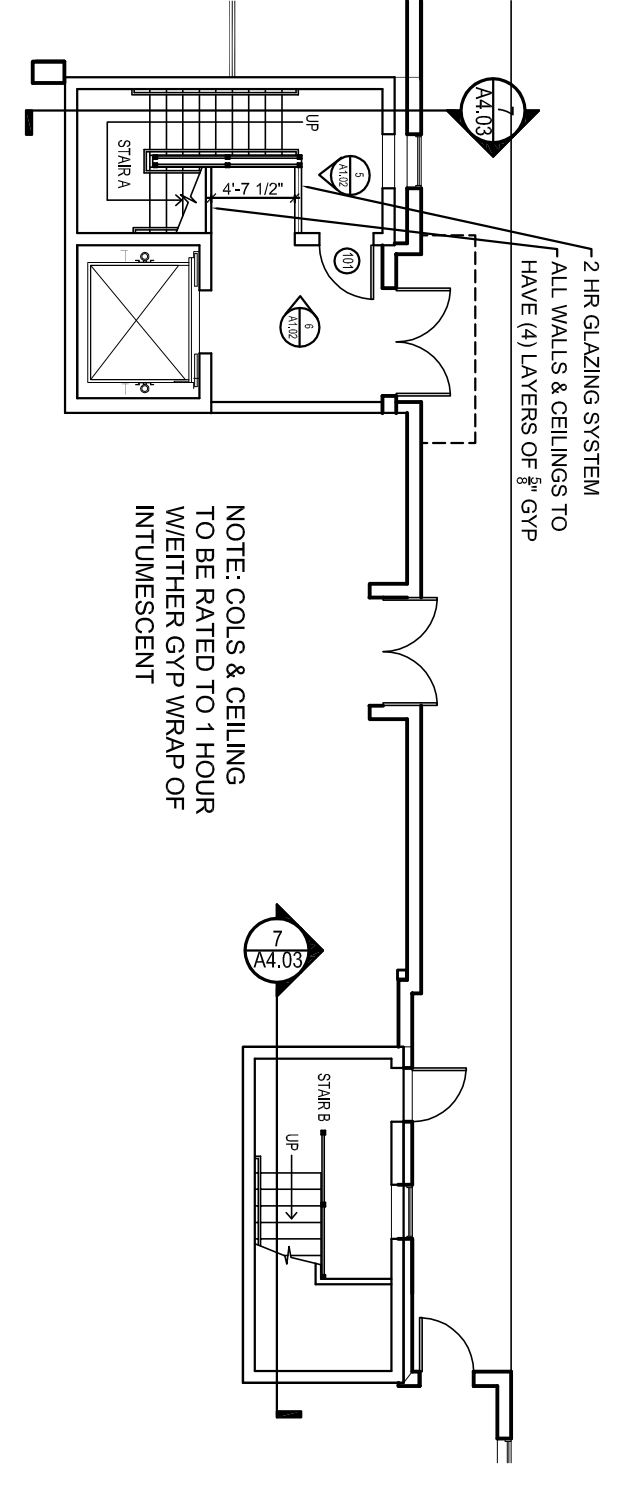 2 HR GLAZING SYSTEM
ALL WALLS & CEILINGS TO
HAVE (4) LAYERS OF 5/8" GYP
7
A4.03
UP
STAIR A
5
A1.02
4'-7 1/2"
101
6
A1.02
NOTE: COLS & CEILING
TO BE RATED TO 1 HOUR
W/EITHER GYP WRAP OF
INTUMESCENT
7
A4.03
STAIR B
UP